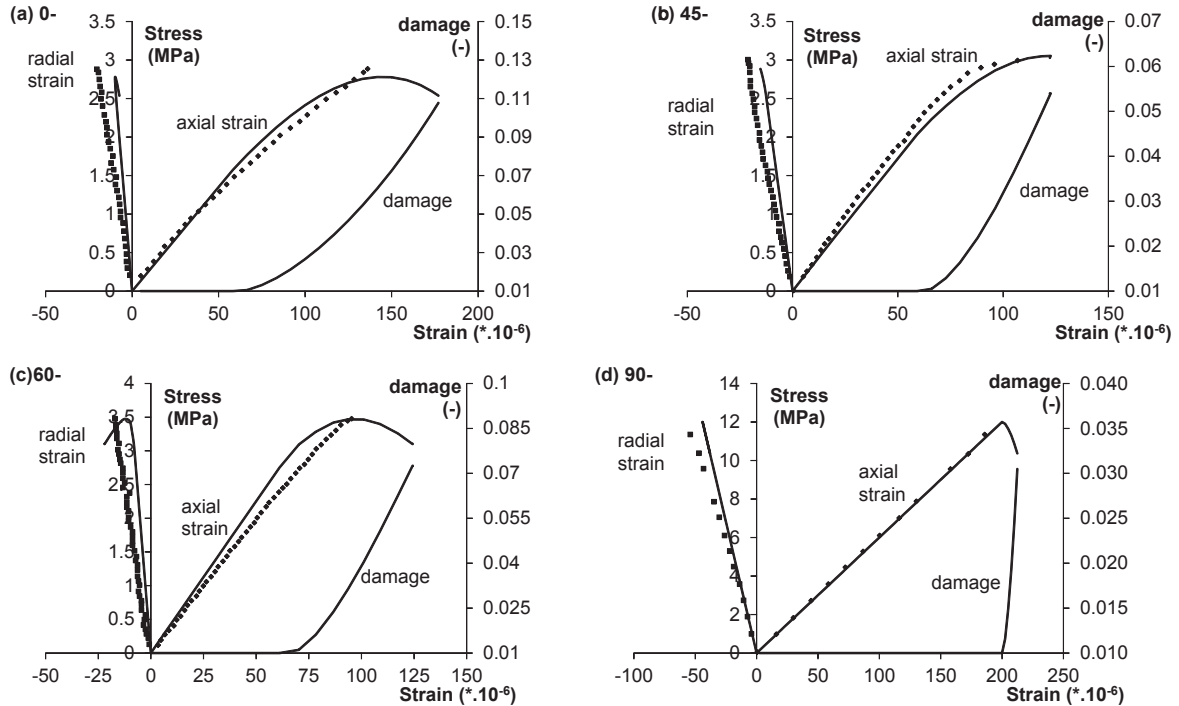 (a) 0-
3.5
3
2.5
2
1.5
1
0.5
0
Stress
(MPa)
damage
(-)
0.15
0.13
0.11
0.09
0.07
0.05
0.03
0.01
radial
strain
axial strain
damage
-50
0
50
100
150
200
Strain (*.10-6)
(b) 45-
3.5
3
2.5
2
1.5
1
0.5
0
Stress
(MPa)
damage
(-)
0.07
0.06
0.05
0.04
0.03
0.02
0.01
radial
strain
axial strain
damage
-50
0
50
100
150
Strain (*.10-6)
(c)60-
4
3.5
3
2.5
2
1.5
1
0.5
0
Stress
(MPa)
damage
(-)
0.1
0.085
0.07
0.055
0.04
0.025
0.01
radial
strain
axial
strain
damage
-50
-25
0
25
50
75
100
125
150
Strain (*.10-6)
(d) 90-
14
12
10
8
6
4
2
0
Stress
(MPa)
damage
(-)
0.040
0.035
0.030
0.025
0.020
0.015
0.010
radial
strain
axial
strain
damage
-100
-50
0
50
100
150
200
250
Strain (*.10-6)